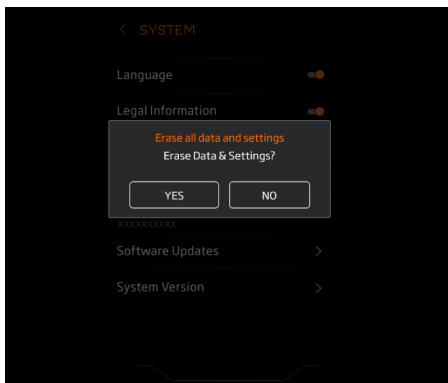 < SYSTEM
Language
Legal Information
Erase all data and settings
Erase Data & Settings?
YES NO
XXXXXXXXXX
Software Updates >
System Version >